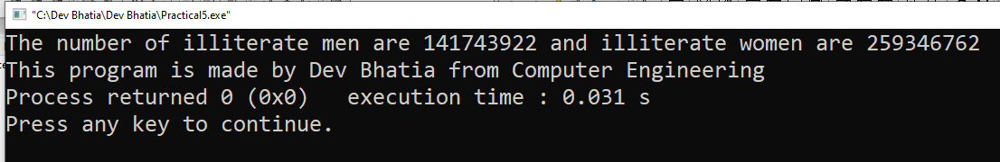 "C:\Dev Bhatia\Dev Bhatia\Practical5.exe"
The number of illiterate men are 141743922 and illiterate women are 259346762
This program is made by Dev Bhatia from Computer Engineering
Process returned 0 (0x0)   execution time : 0.031 s
Press any key to continue.